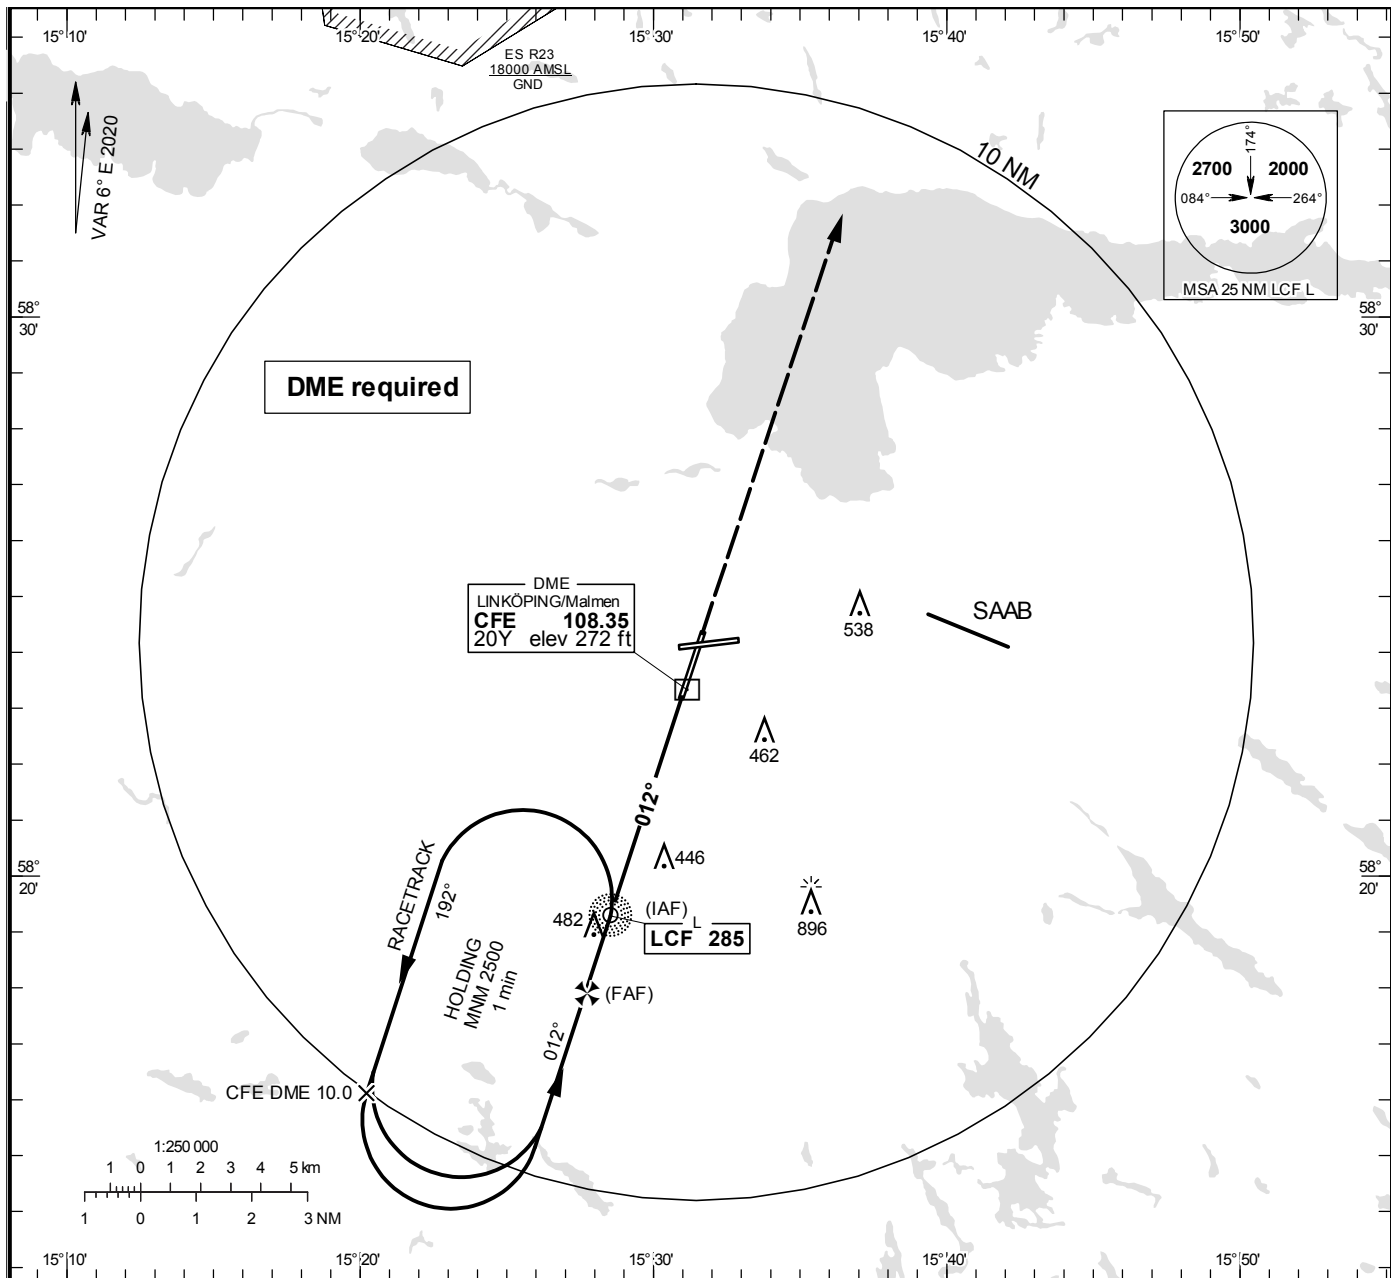 15°10'
15°20'
15°30'
15°40'
15°50'
ES R23
18000 AMSL
GND
VAR 6° E 2020
10 NM
174°
2700
2000
084°
264°
3000
MSA 25 NM LCF L
58°
30'
58°
30'
DME required
DME
LINKÖPING/Malmen
CFE 108.35
20Y elev 272 ft
SAAB
538
462
012°
RACETRACK
192°
446
58°
20'
58°
20'
482
(IAF)
L
LCF 285
896
HOLDING
MNM 2500
1 min
(FAF)
012°
CFE DME 10.0
1:250 000
1 0 1 2 3 4 5 km
1 0 1 2 3 NM
15°10'
15°20'
15°30'
15°40'
15°50'